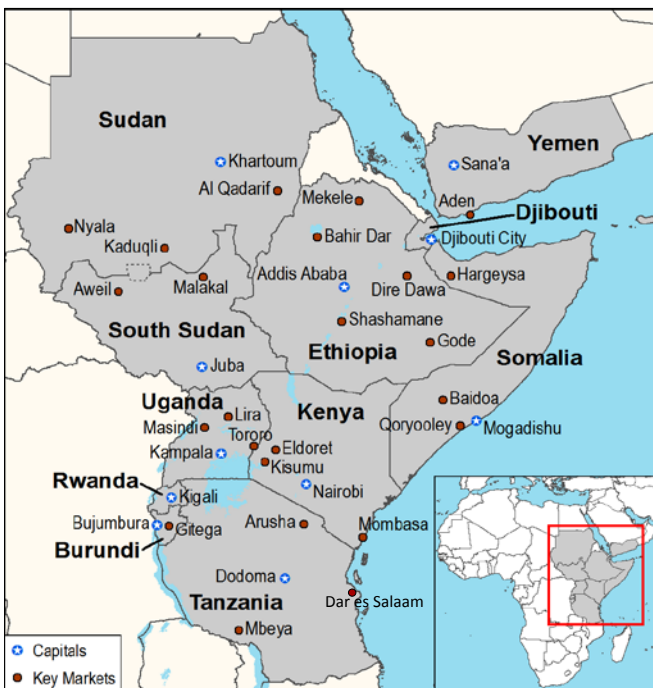 Sudan
Khartoum
Al Qadarif
Nyala
Kaduqli
Yemen
Sana'a
Aden
Mekele
Djibouti
Bahir Dar
Djibouti City
Addis Ababa
Dire Dawa
Hargeysa
Aweil
Malakal
Shashamane
South Sudan
Gode
Ethiopia
Somalia
Juba
Baidoa
Uganda
Lira
Kenya
Qoryooley
Mogadishu
Masindi
Tororo
Eldoret
Kampala
Kisumu
Rwanda
Kigali
Nairobi
Bujumbura
Gitega
Arusha
Mombasa
Burundi
Dodoma
Tanzania
Dar es Salaam
Mbeya
Capitals
Key Markets